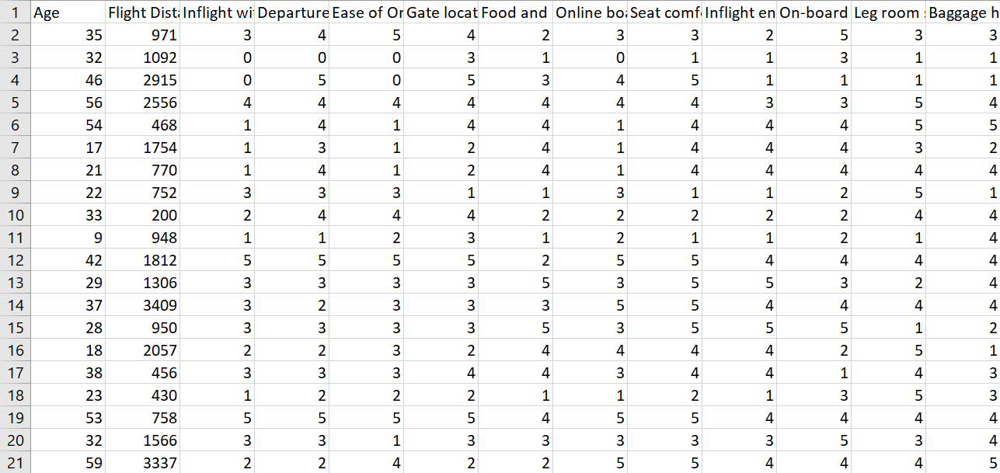 1 Age Flight Dista Inflight wi Departure Ease of On Gate locat Food and Online boa Seat comfo Inflight en On-board Leg room s Baggage h
2 35 971 3 4 5 4 2 3 3 2 5 3 3
3 32 1092 0 0 0 3 1 0 1 1 3 1 1
4 46 2915 0 5 0 5 3 4 5 1 1 1 1
5 56 2556 4 4 4 4 4 4 4 3 3 5 4
6 54 468 1 4 1 4 4 1 4 4 4 5 5
7 17 1754 1 3 1 2 4 1 4 4 4 3 2
8 21 770 1 4 1 2 4 1 4 4 4 4 4
9 22 752 3 3 3 1 1 3 1 1 2 5 1
10 33 200 2 4 4 4 2 2 2 2 2 4 4
11 9 948 1 1 2 3 1 2 1 1 2 1 4
12 42 1812 5 5 5 5 2 5 5 4 4 4 4
13 29 1306 3 3 3 3 5 3 5 5 3 2 4
14 37 3409 3 2 3 3 3 5 5 4 4 4 4
15 28 950 3 3 3 3 5 3 5 5 5 1 2
16 18 2057 2 2 3 2 4 4 4 4 2 5 1
17 38 456 3 3 3 4 4 3 4 4 1 4 3
18 23 430 1 2 2 2 1 1 2 1 3 5 3
19 53 758 5 5 5 5 4 5 5 4 4 4 4
20 32 1566 3 3 1 3 3 3 3 3 5 3 4
21 59 3337 2 2 4 2 2 5 5 4 4 4 5